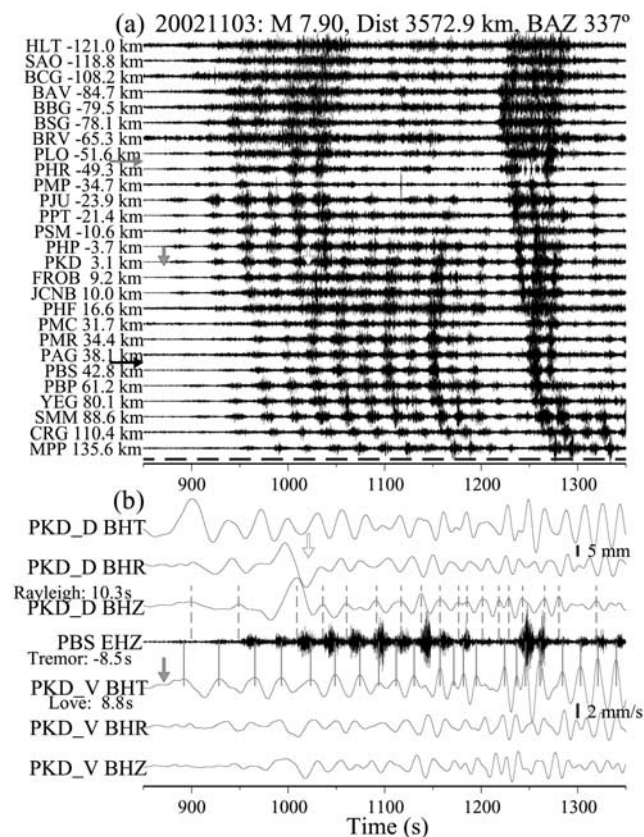 (a) 20021103: M 7.90, Dist 3572.9 km, BAZ 337º
HLT -121.0 km
SAO -118.8 km
BCG -108.2 km
BAV -84.7 km
BBG -79.5 km
BSG -78.1 km
BRV -65.3 km
PLO -51.6 km
PHR -49.3 km
PMP -34.7 km
PJU -23.9 km
PPT -21.4 km
PSM -10.6 km
PHP -3.7 km
PKD 3.1 km
FROB 9.2 km
JCNB 10.0 km
PHF 16.6 km
PMC 31.7 km
PMR 34.4 km
PAG 38.1 km
PBS 42.8 km
PBP 61.2 km
YEG 80.1 km
SMM 88.6 km
CRG 110.4 km
MPP 135.6 km
900 1000 1100 1200 1300
(b)
PKD_D BHT
5 mm
PKD_D BHR
Rayleigh: 10.3s
PKD_D BHZ
PBS EHZ
Tremor: -8.5s
PKD_V BHT
Love: 8.8s
2 mm/s
PKD_V BHR
PKD_V BHZ
900 1000 1100 1200 1300
Time (s)